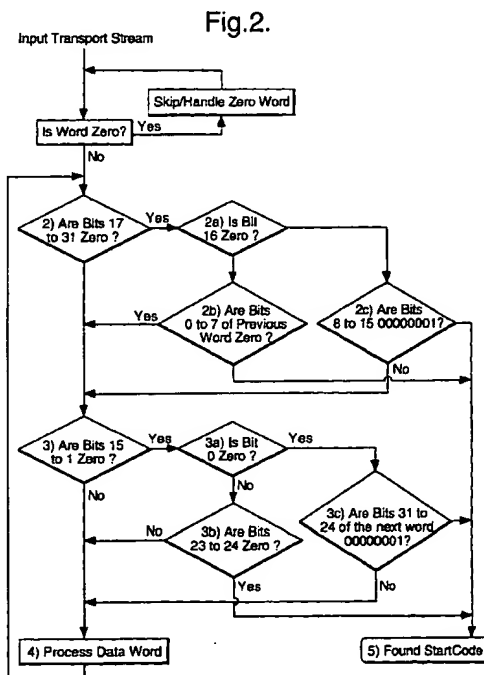 Fig.2.
Input Transport Stream
Skip/Handle Zero Word
Is Word Zero?
Yes
No
2) Are Bits 17
to 31 Zero ?
Yes
2a) Is Bit
16 Zero ?
2b) Are Bits
0 to 7 of Previous
Word Zero ?
Yes
2c) Are Bits
8 to 15 00000001?
No
3) Are Bits 15
to 1 Zero ?
Yes
No
3a) Is Bit
0 Zero ?
Yes
No
3b) Are Bits
23 to 24 Zero ?
No
Yes
3c) Are Bits 31 to
24 of the next word
00000001?
No
4) Process Data Word
5) Found StartCode